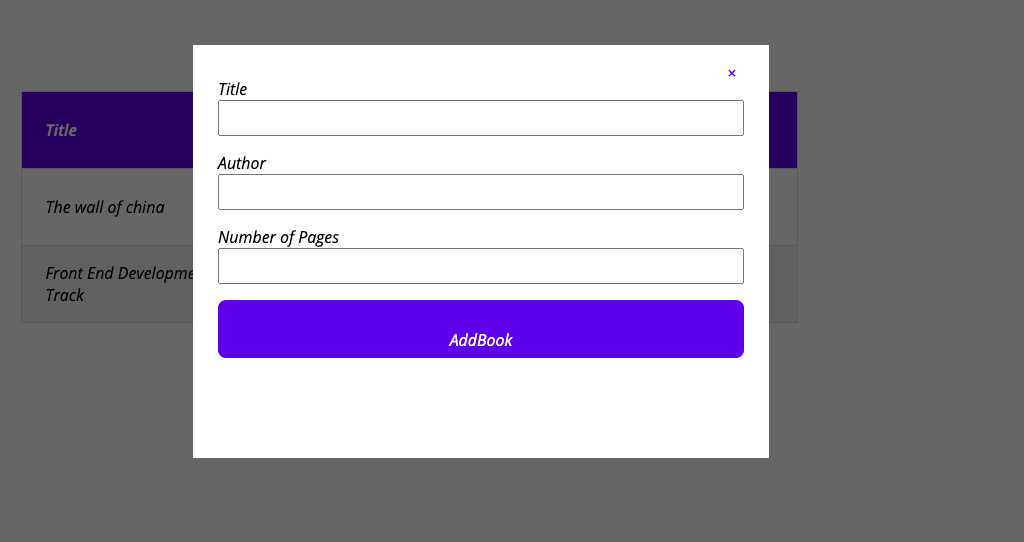 ×
Title
Author
Number of Pages
AddBook
Title
The wall of china
Front End Developme
Track